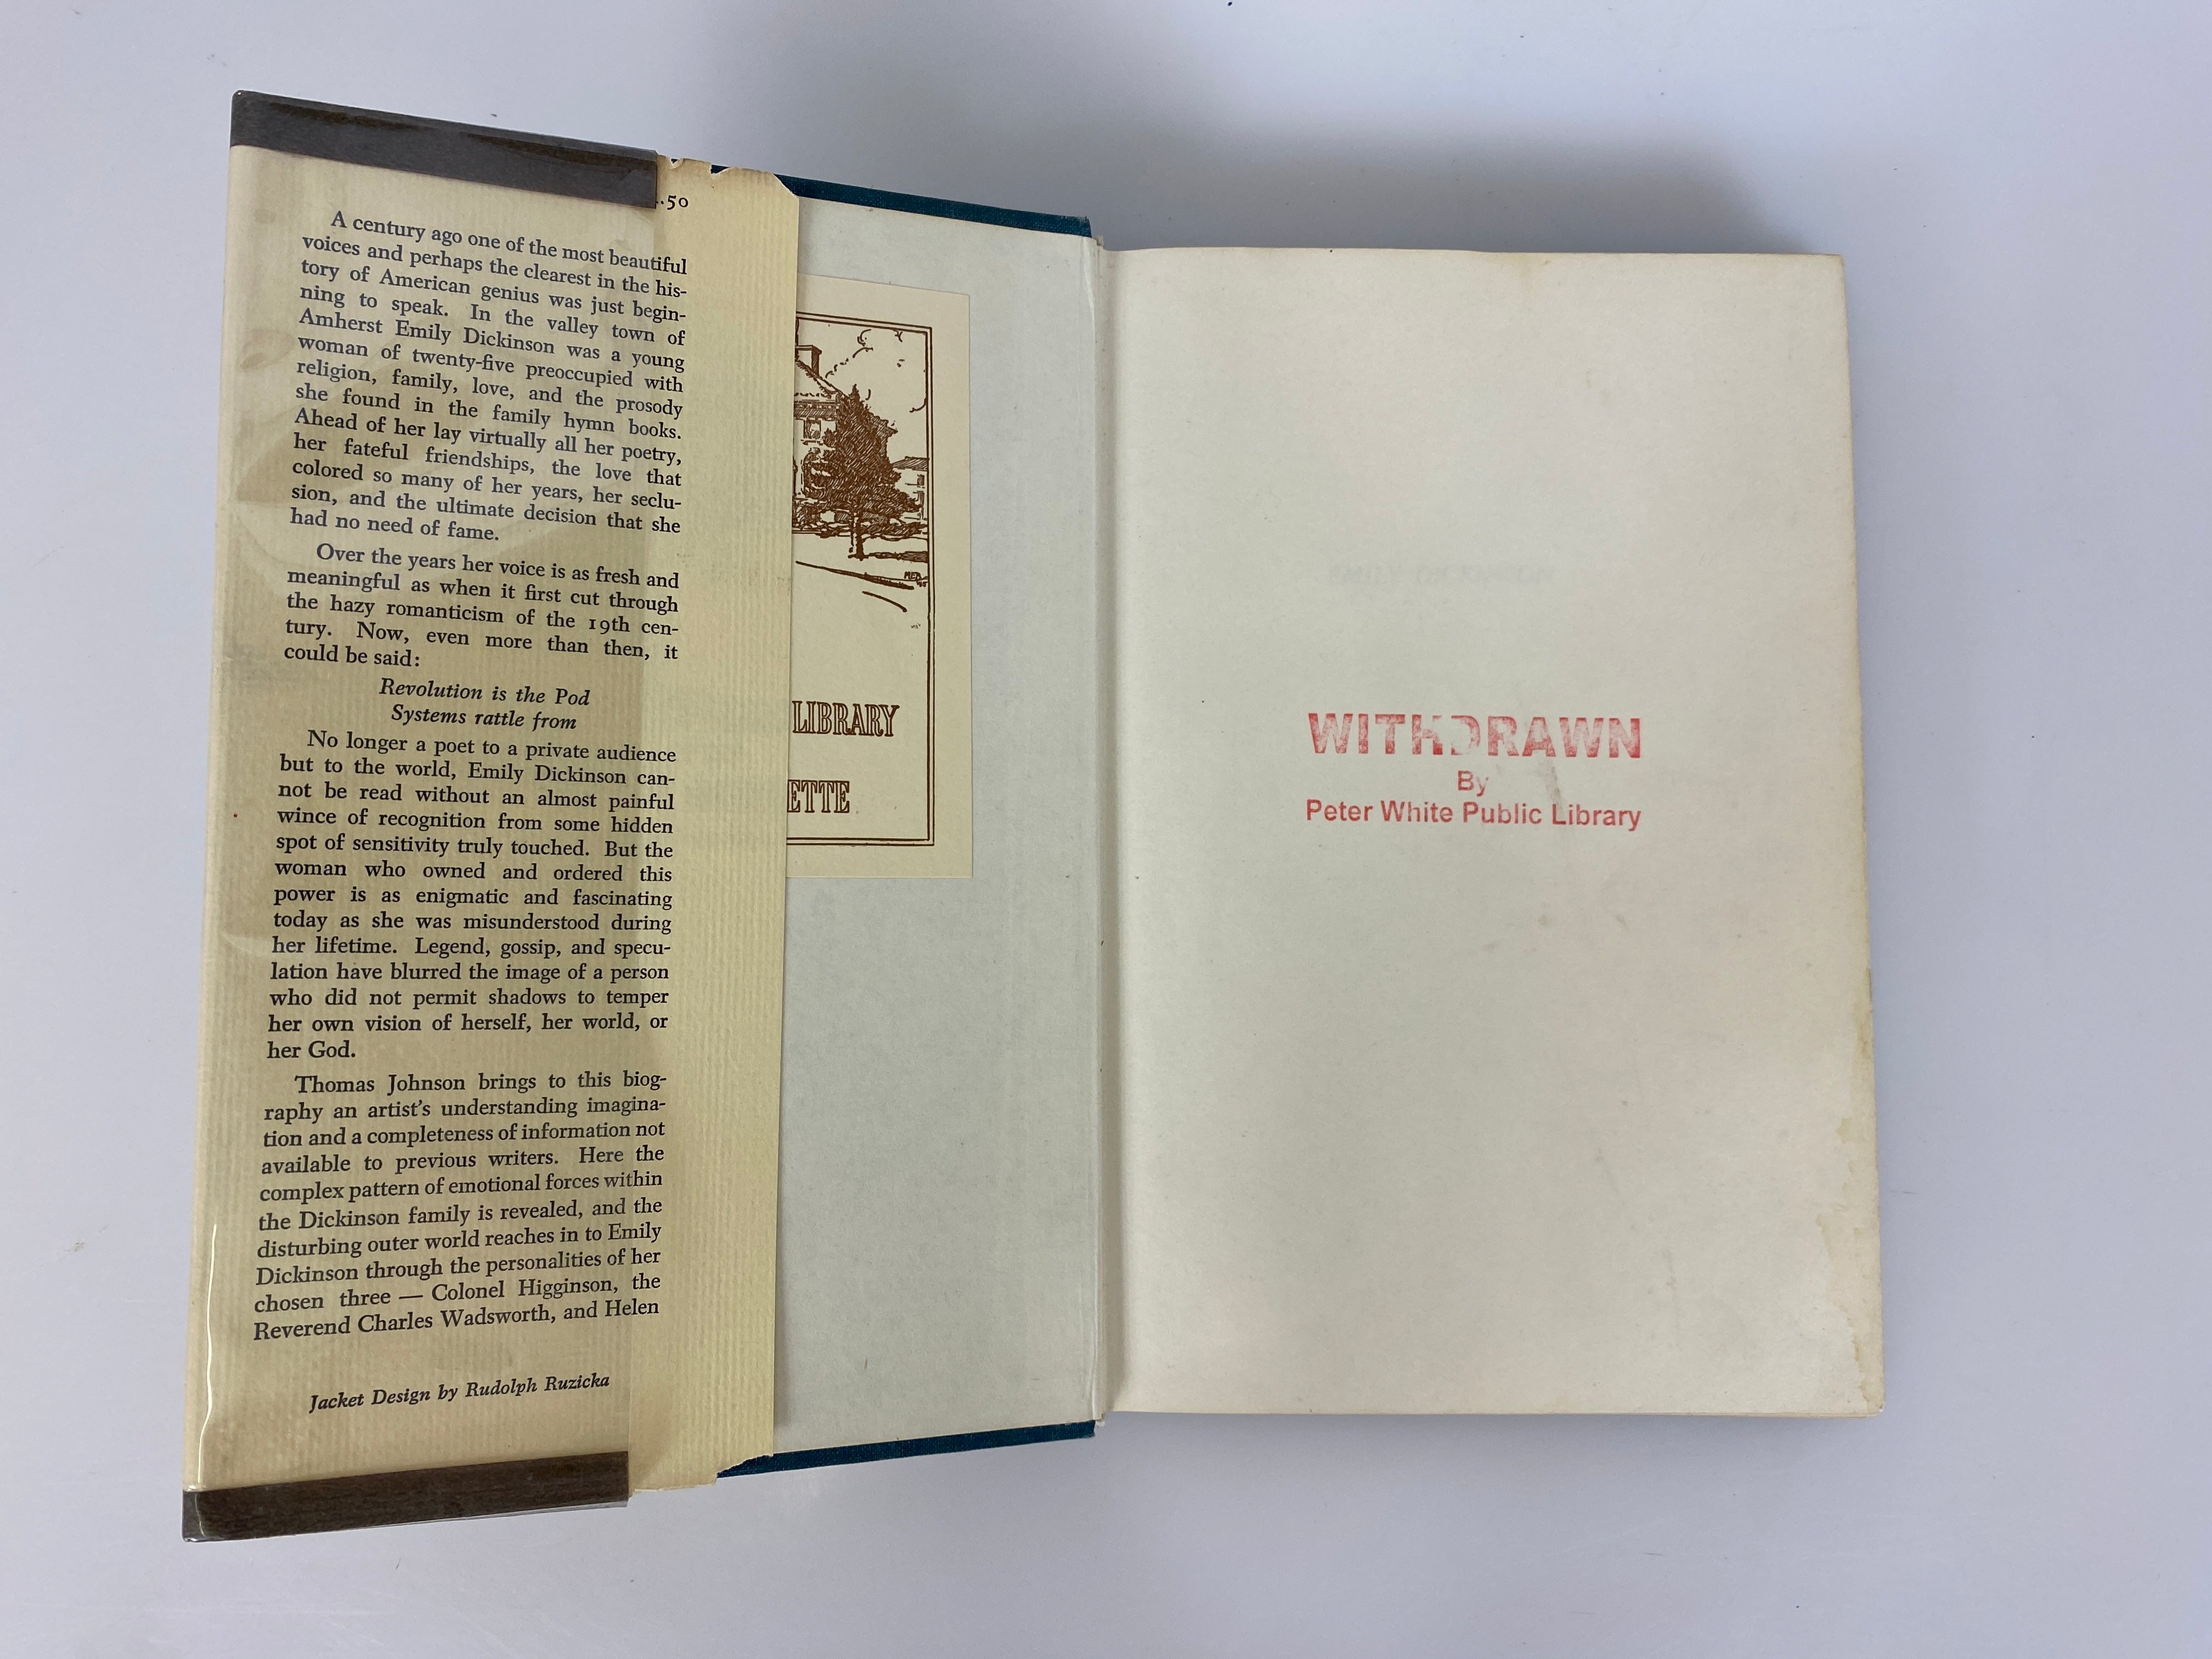 .50
A century ago one of the most beautiful
voices and perhaps the clearest in the his-
tory of American genius was just begin-
ning to speak. In the valley town of
Amherst Emily Dickinson was a young
woman of twenty-five preoccupied with
religion, family, love, and the prosody
she found in the family hymn books.
Ahead of her lay virtually all her poetry,
her fateful friendships, the love that
colored so many of her years, her seclu-
sion, and the ultimate decision that she
had no need of fame.
Over the years her voice is as fresh and
meaningful as when it first cut through
the hazy romanticism of the 19th cen-
tury. Now, even more than then, it
could be said:
Revolution is the Pod
Systems rattle from
No longer a poet to a private audience
but to the world, Emily Dickinson can-
not be read without an almost painful
wince of recognition from some hidden
spot of sensitivity truly touched. But the
woman who owned and ordered this
power is as enigmatic and fascinating
today as she was misunderstood during
her lifetime. Legend, gossip, and specu-
lation have blurred the image of a person
who did not permit shadows to temper
her own vision of herself, her world, or
her God.
Thomas Johnson brings to this biog-
raphy an artist's understanding imagina-
tion and a completeness of information not
available to previous writers. Here the
complex pattern of emotional forces within
the Dickinson family is revealed, and the
disturbing outer world reaches in to Emily
Dickinson through the personalities of her
chosen three — Colonel Higginson, the
Reverend Charles Wadsworth, and Helen
Jacket Design by Rudolph Ruzicka
LIBRARY
ETTE
EMILY DICKINSON
WITHDRAWN
By
Peter White Public Library